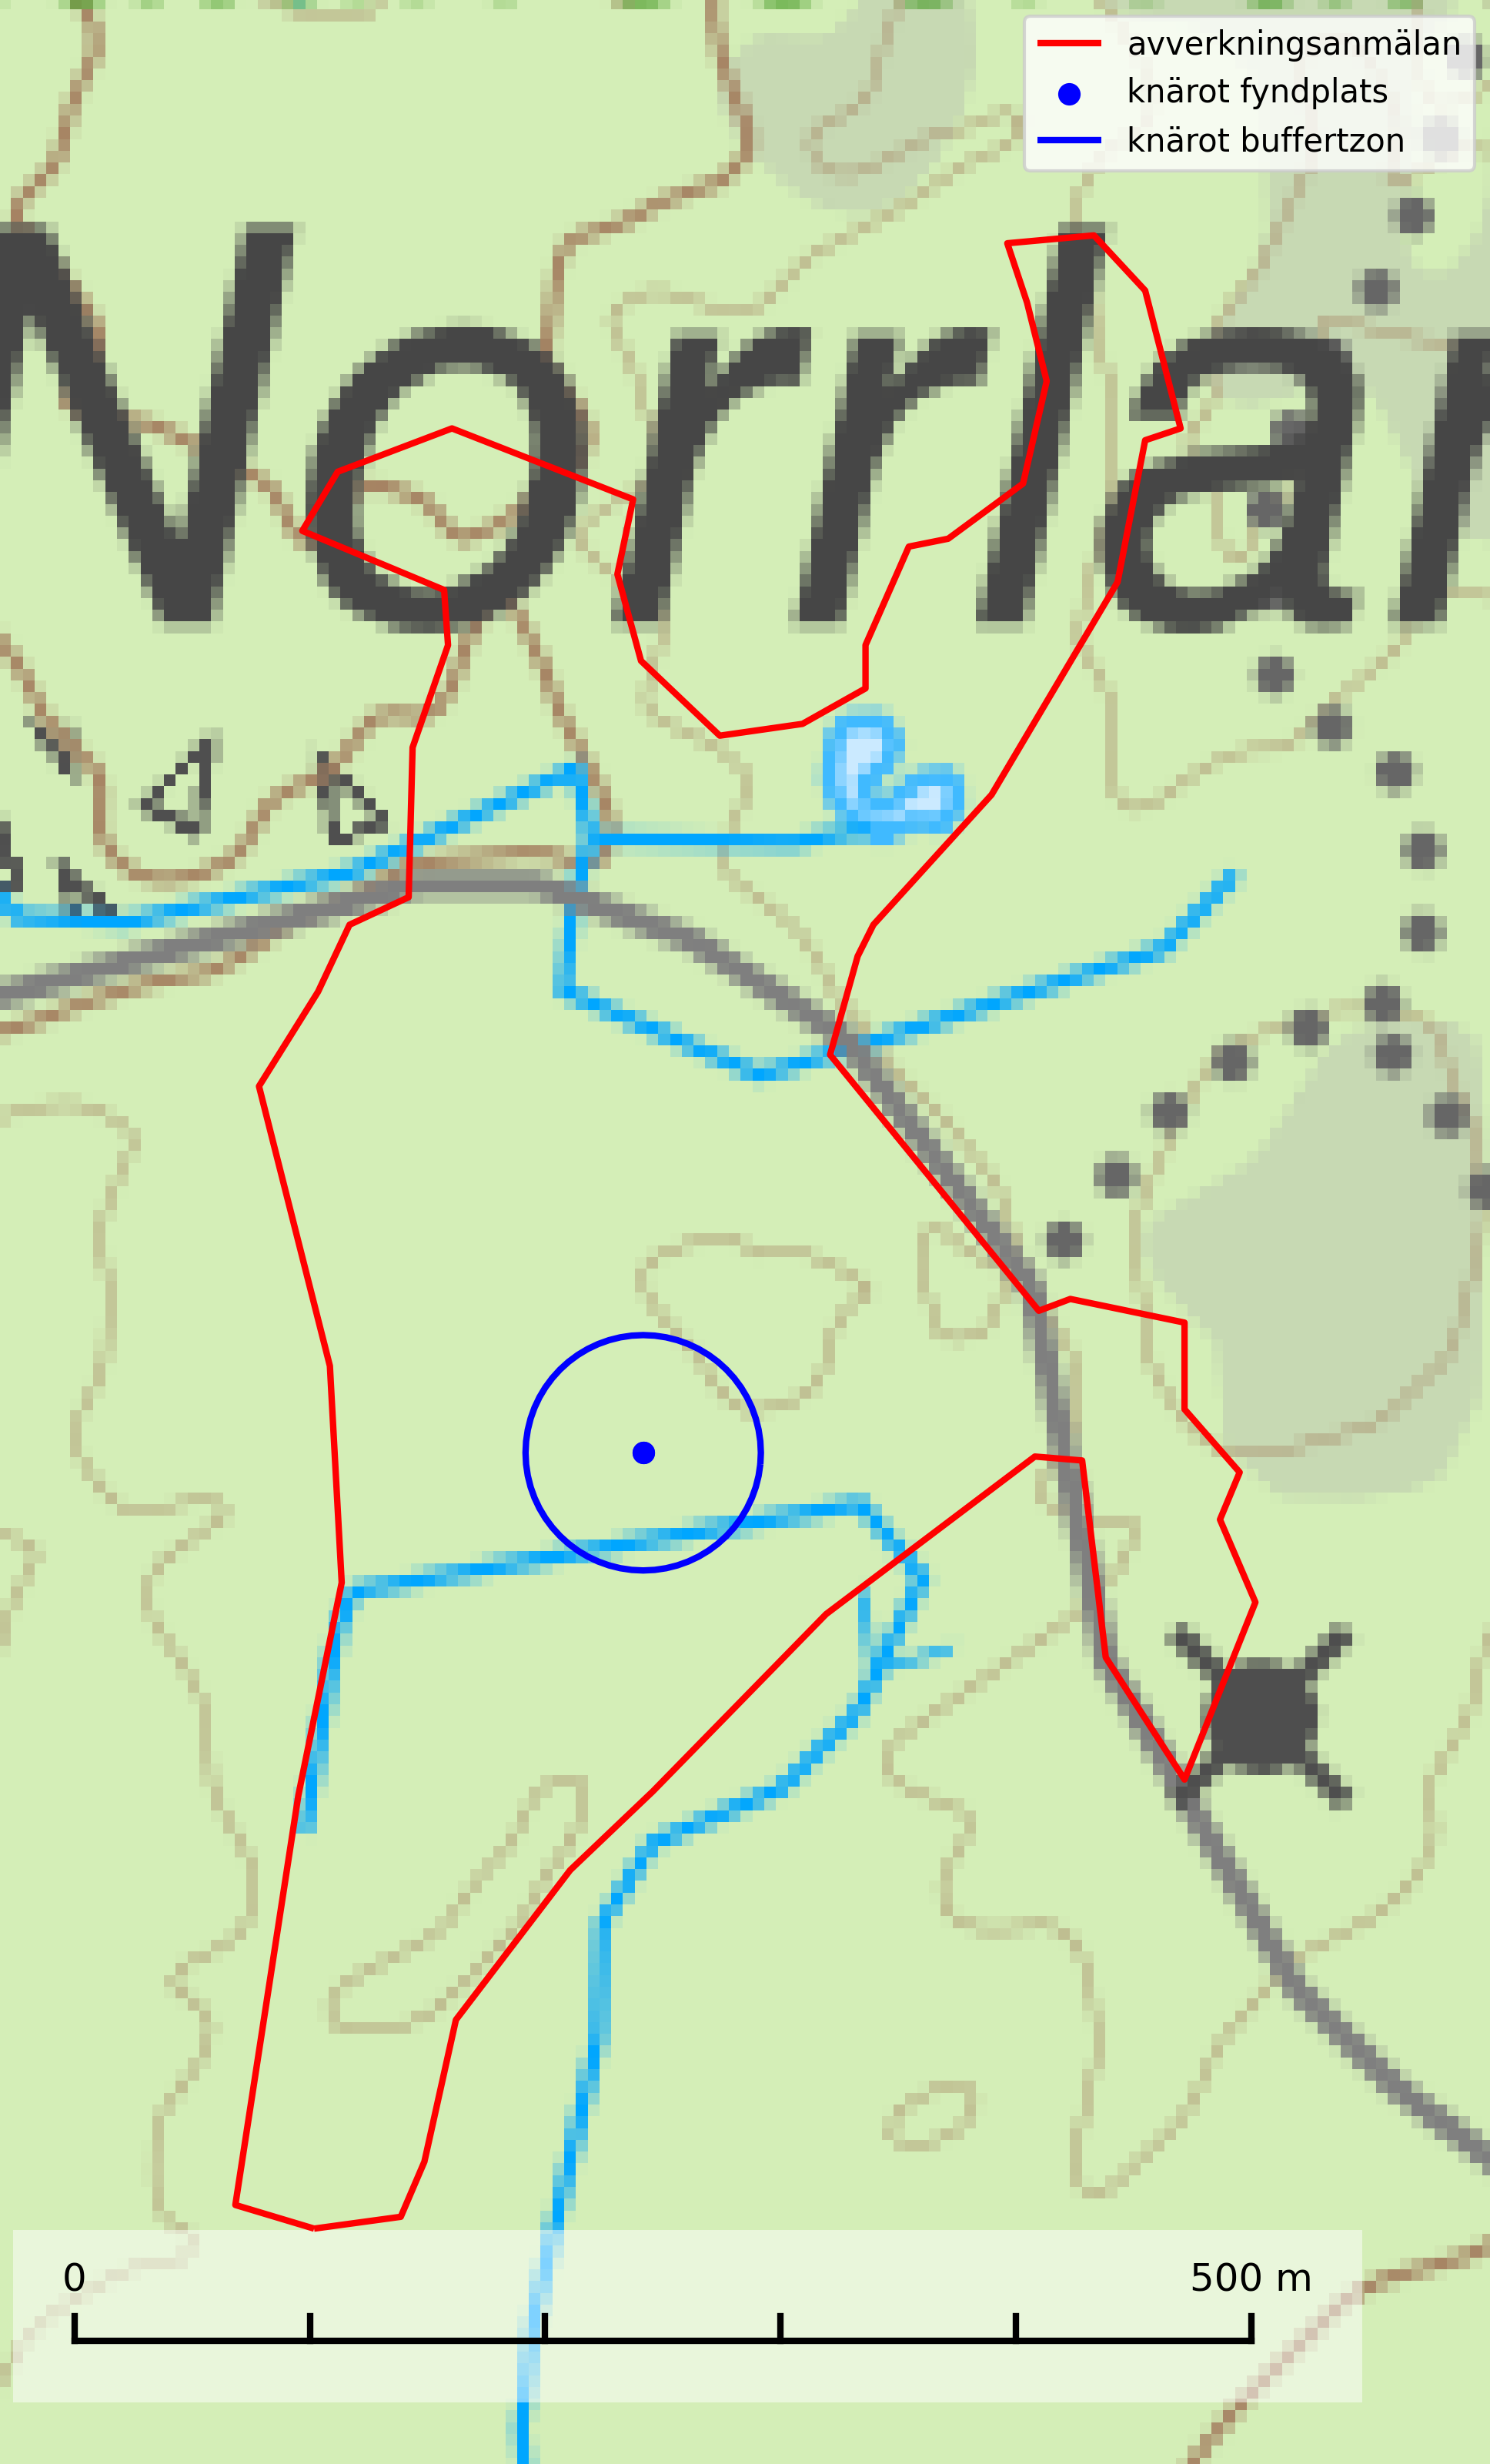 avverkningsanmälan
knärot fyndplats
knärot buffertzon
Norrlan
0 500 m